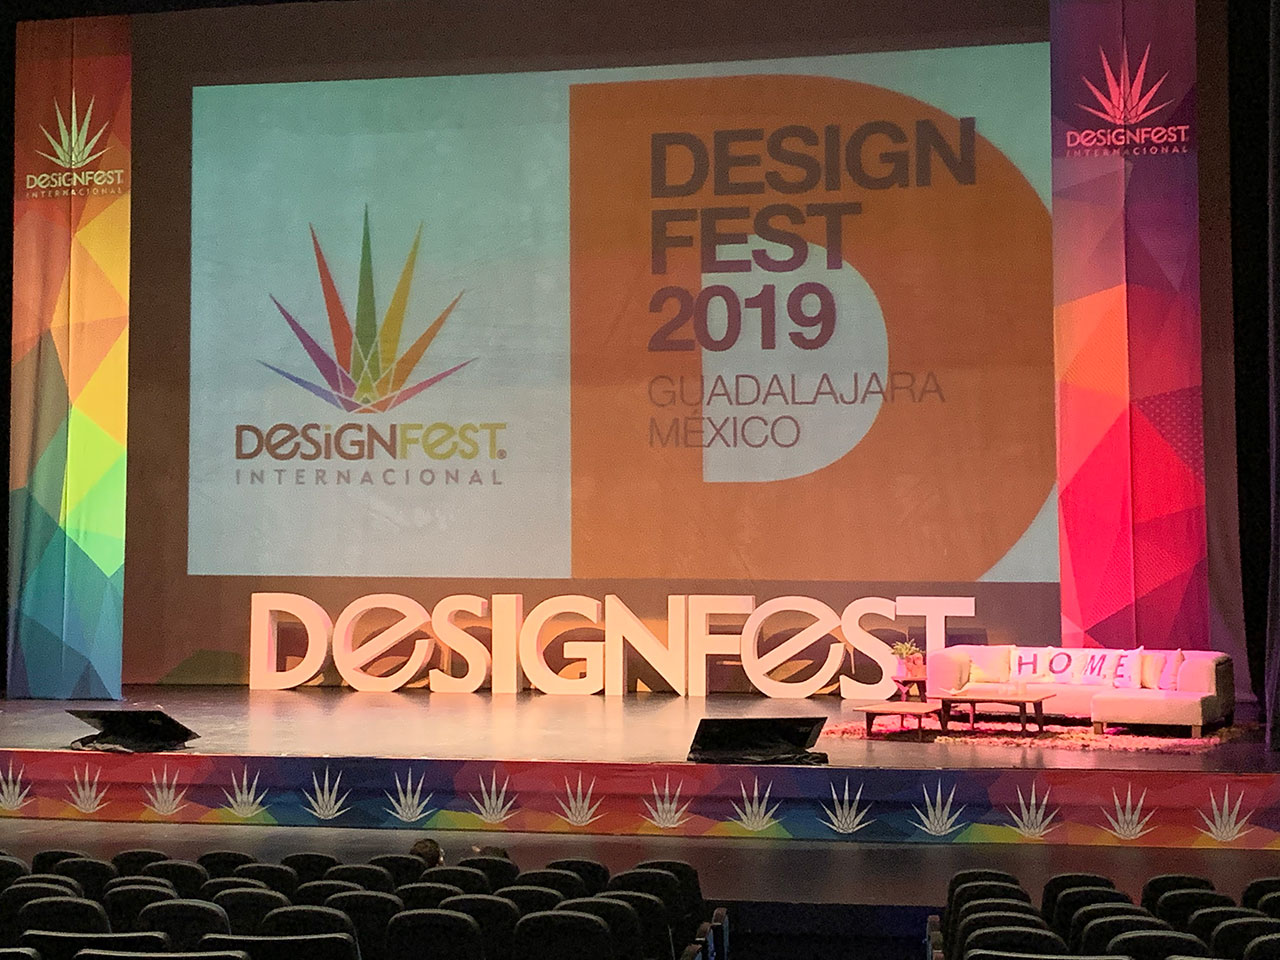 DESIGNFEST
INTERNACIONAL
DESIGNFEST®
INTERNACIONAL
DESIGN
FEST
2019
GUADALAJARA
MÉXICO
DESIGNFEST
INTERNACIONAL
DESIGNFEST
HOME